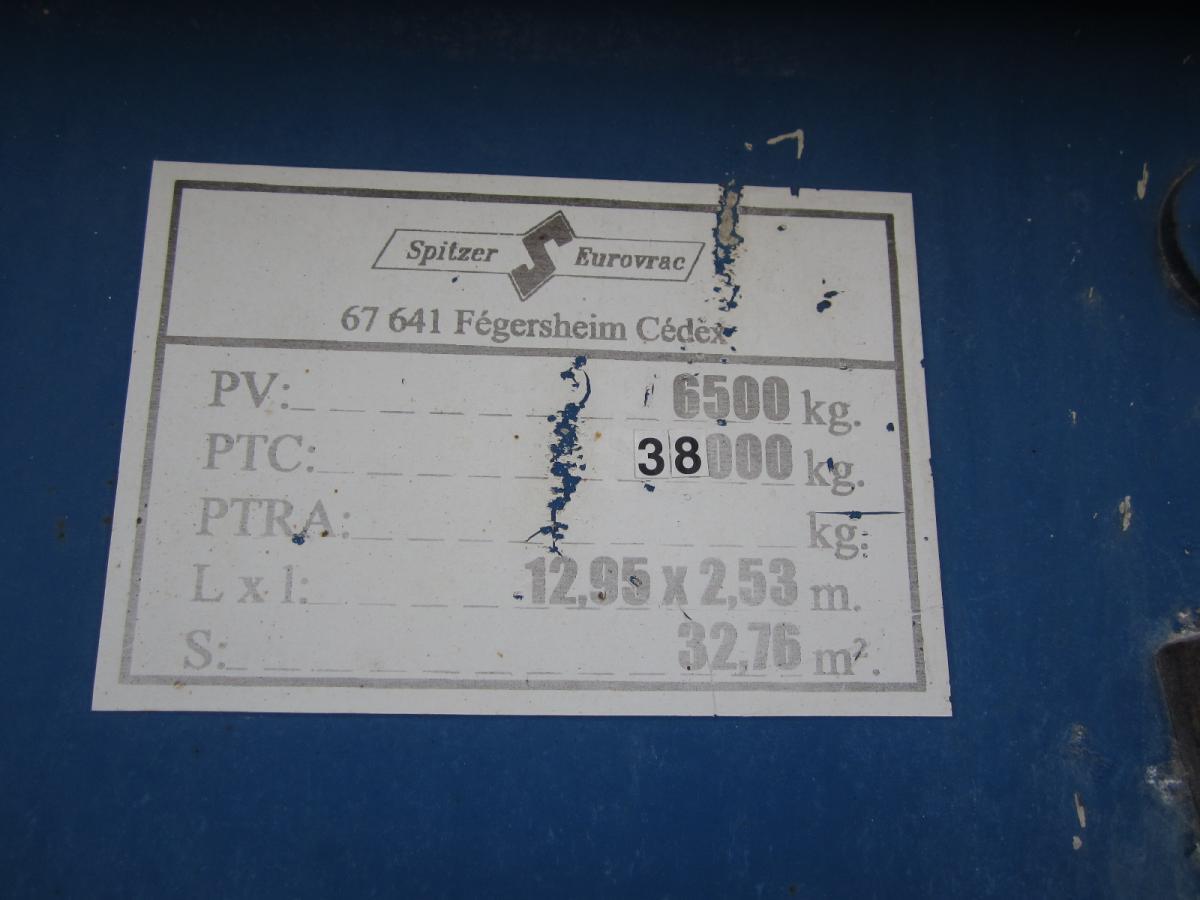 Spitzer S Eurovrac
67 641 Fégersheim Cédèx
PV: 6500 kg.
PTC: 38000 kg.
PTRA: kg.
L x l: 12,95 x 2,53 m.
S: 32,76 m².